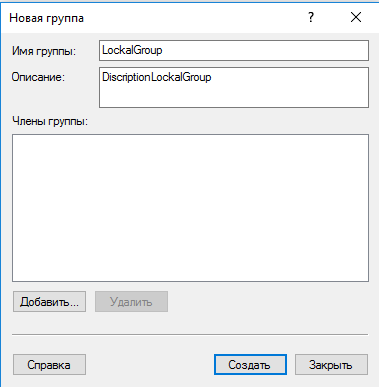 Новая группа
?
Имя группы: LockalGroup
Описание: DiscriptionLockalGroup
Члены группы:
Добавить... Удалить
Справка Создать Закрыть